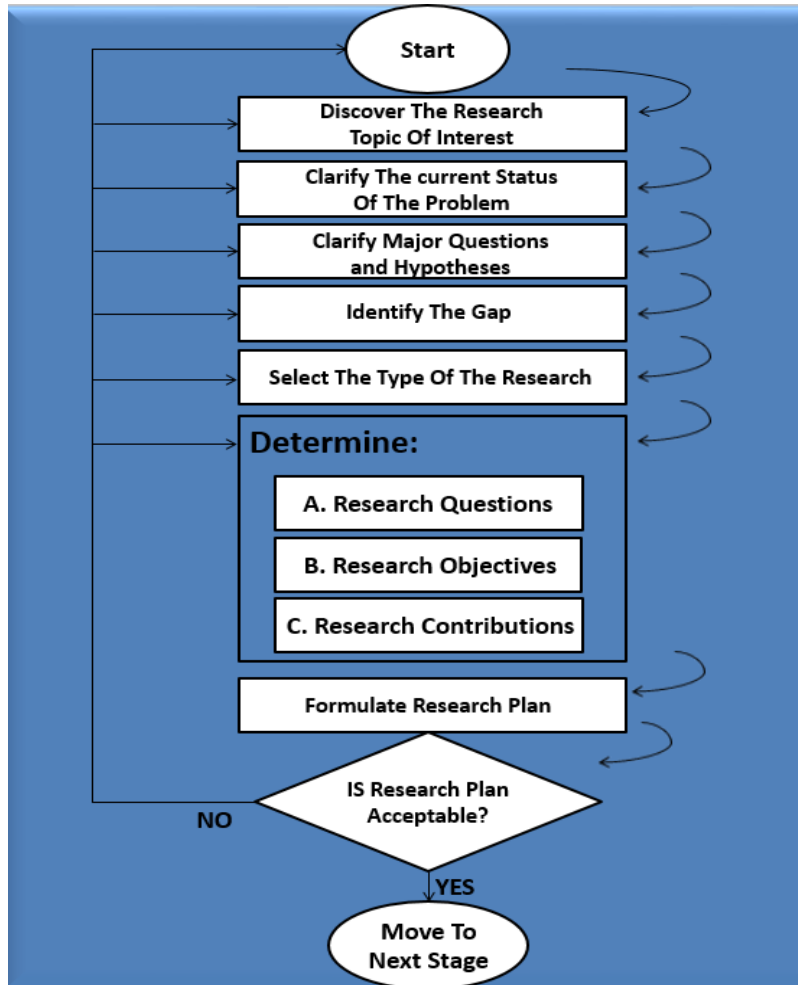 Start
Discover The Research
Topic Of Interest
Clarify The current Status
Of The Problem
Clarify Major Questions
and Hypotheses
Identify The Gap
Select The Type Of The Research
Determine:
A. Research Questions
B. Research Objectives
C. Research Contributions
Formulate Research Plan
IS Research Plan
Acceptable?
NO
YES
Move To
Next Stage